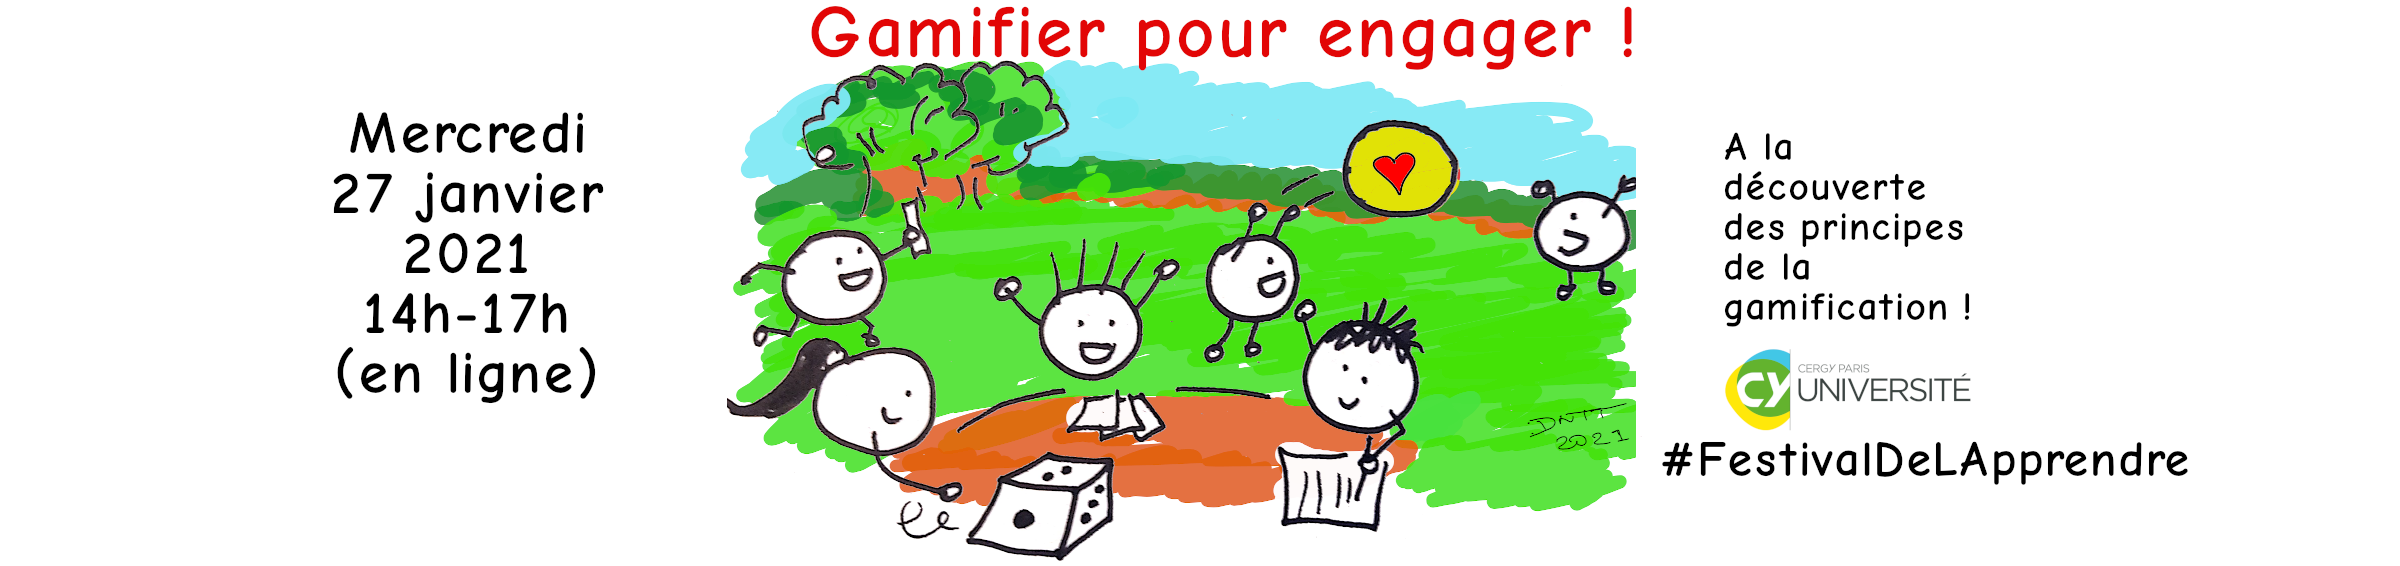 Gamifier pour engager !
Mercredi
27 janvier
2021
14h-17h
(en ligne)
A la
découverte
des principes
de la
gamification !
DNTT
2021
CY
CERGY PARIS
UNIVERSITÉ
#FestivalDeLApprendre